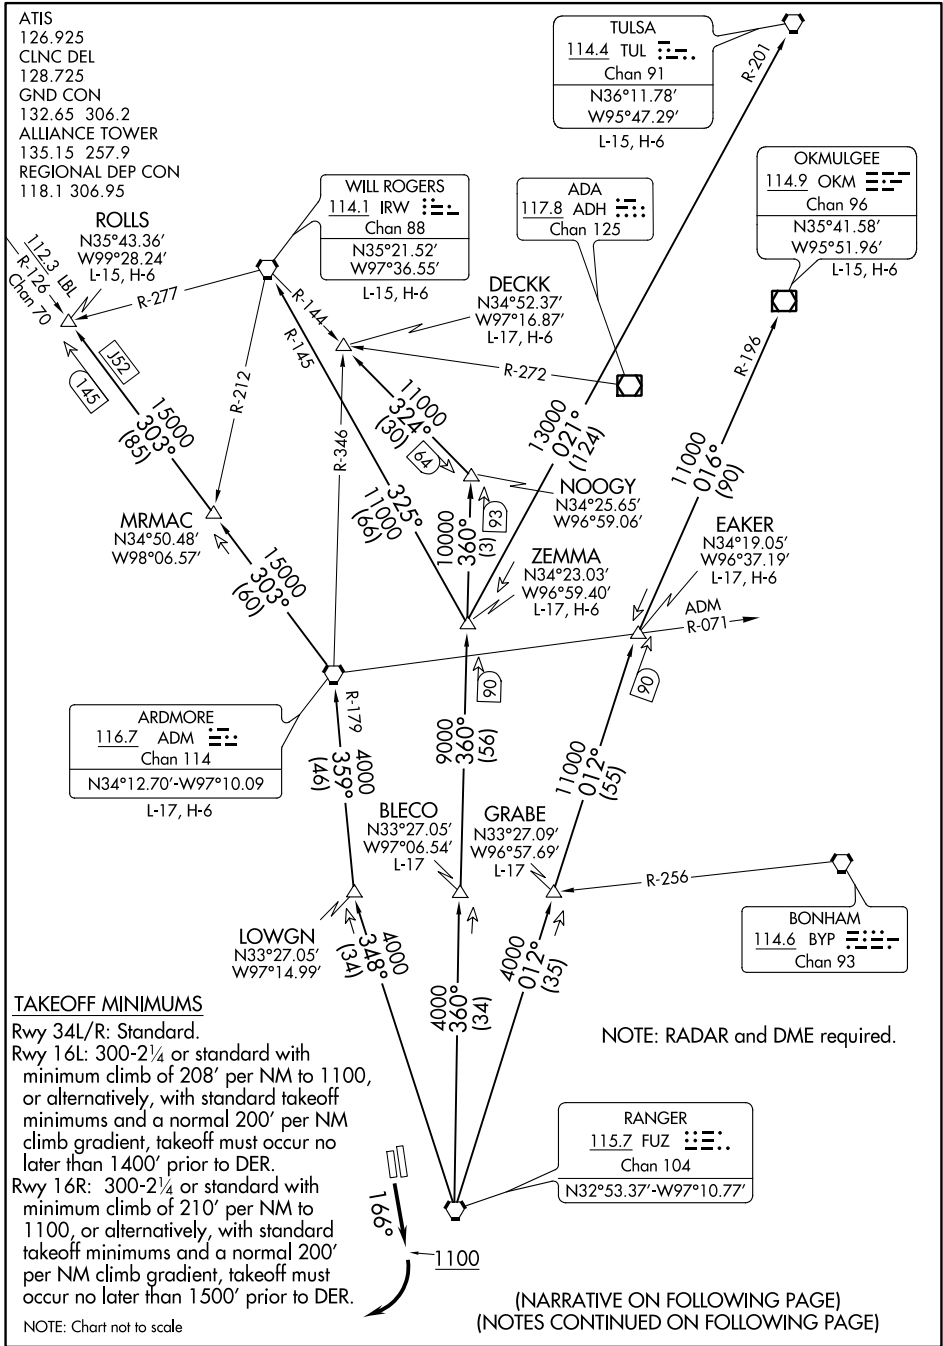 ATIS
126.925
CLNC DEL
128.725
GND CON
132.65 306.2
ALLIANCE TOWER
135.15 257.9
REGIONAL DEP CON
118.1 306.95
TULSA
114.4 TUL
Chan 91
N36°11.78′
W95°47.29′
L-15, H-6
R-201
OKMULGEE
114.9 OKM
Chan 96
N35°41.58′
W95°51.96′
L-15, H-6
WILL ROGERS
114.1 IRW
Chan 88
N35°21.52′
W97°36.55′
L-15, H-6
ADA
117.8 ADH
Chan 125
ROLLS
N35°43.36′
W99°28.24′
L-15, H-6
112.3 LBL
R-126
Chan 70
R-277
DECKK
N34°52.37′
W97°16.87′
L-17, H-6
R-144
R-145
R-272
R-196
J52
145
R-212
15000
303°
(85)
R-346
11000
324°
(30)
64
13000
021°
(124)
11000
016°
(90)
325°
11000
(66)
NOOGY
N34°25.65′
W96°59.06′
93
10000
360°
(3)
MRMAC
N34°50.48′
W98°06.57′
15000
303°
(60)
ZEMMA
N34°23.03′
W96°59.40′
L-17, H-6
EAKER
N34°19.05′
W96°37.19′
L-17, H-6
ADM
R-071
90
90
ARDMORE
116.7 ADM
Chan 114
N34°12.70′-W97°10.09
L-17, H-6
R-179
4000
359°
(46)
9000
360°
(56)
11000
012°
(55)
BLECO
N33°27.05′
W97°06.54′
L-17
GRABE
N33°27.09′
W96°57.69′
L-17
R-256
BONHAM
114.6 BYP
Chan 93
LOWGN
N33°27.05′
W97°14.99′
4000
348°
(34)
4000
360°
(34)
4000
012°
(35)
TAKEOFF MINIMUMS
Rwy 34L/R: Standard.
Rwy 16L: 300-2¼ or standard with
minimum climb of 208′ per NM to 1100,
or alternatively, with standard takeoff
minimums and a normal 200′ per NM
climb gradient, takeoff must occur no
later than 1400′ prior to DER.
Rwy 16R: 300-2¼ or standard with
minimum climb of 210′ per NM to
1100, or alternatively, with standard
takeoff minimums and a normal 200′
per NM climb gradient, takeoff must
occur no later than 1500′ prior to DER.
NOTE: Chart not to scale
NOTE: RADAR and DME required.
RANGER
115.7 FUZ
Chan 104
N32°53.37′-W97°10.77′
166°
1100
(NARRATIVE ON FOLLOWING PAGE)
(NOTES CONTINUED ON FOLLOWING PAGE)